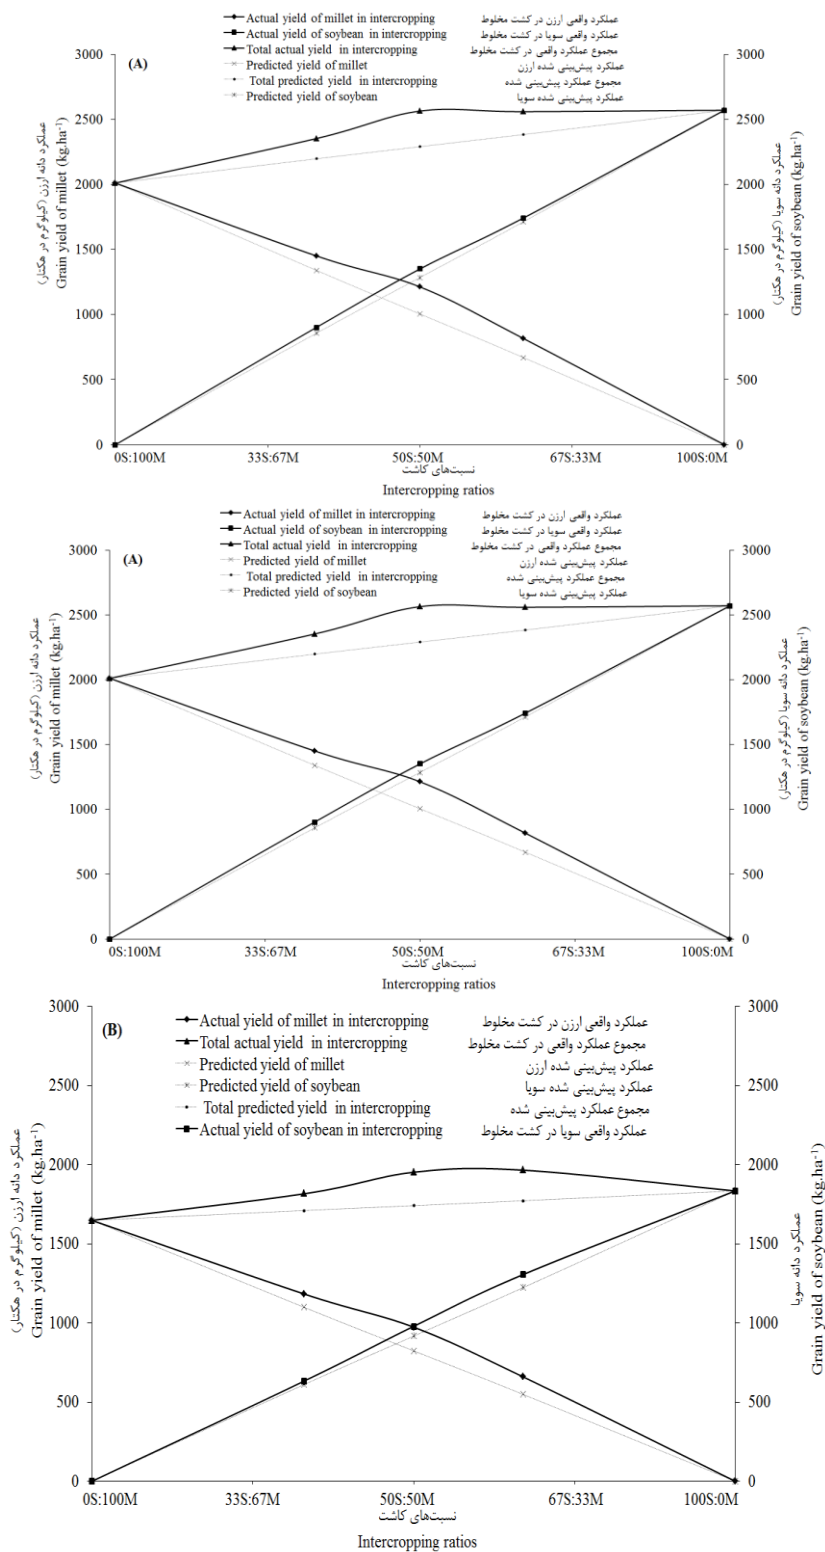 Actual yield of millet in intercropping عملکرد واقعی ارزن در کشت مخلوط
Actual yield of soybean in intercropping عملکرد واقعی سویا در کشت مخلوط
Total actual yield in intercropping مجموع عملکرد واقعی در کشت مخلوط
Predicted yield of millet عملکرد پیش‌بینی شده ارزن
Total predicted yield in intercropping مجموع عملکرد پیش‌بینی شده
Predicted yield of soybean عملکرد پیش‌بینی شده سویا
(A)
3000 3000
2500 2500
2000 2000
1500 1500
1000 1000
500 500
0 0
عملکرد دانه ارزن (کیلوگرم در هکتار)
Grain yield of millet (kg.ha⁻¹)
عملکرد دانه سویا (کیلوگرم در هکتار)
Grain yield of soybean (kg.ha⁻¹)
0S:100M 33S:67M 50S:50M 67S:33M 100S:0M
نسبت‌های کاشت
Intercropping ratios
Actual yield of millet in intercropping عملکرد واقعی ارزن در کشت مخلوط
Actual yield of soybean in intercropping عملکرد واقعی سویا در کشت مخلوط
Total actual yield in intercropping مجموع عملکرد واقعی در کشت مخلوط
Predicted yield of millet عملکرد پیش‌بینی شده ارزن
Total predicted yield in intercropping مجموع عملکرد پیش‌بینی شده
Predicted yield of soybean عملکرد پیش‌بینی شده سویا
(A)
3000 3000
2500 2500
2000 2000
1500 1500
1000 1000
500 500
0 0
عملکرد دانه ارزن (کیلوگرم در هکتار)
Grain yield of millet (kg.ha⁻¹)
عملکرد دانه سویا (کیلوگرم در هکتار)
Grain yield of soybean (kg.ha⁻¹)
0S:100M 33S:67M 50S:50M 67S:33M 100S:0M
نسبت‌های کاشت
Intercropping ratios
(B)
Actual yield of millet in intercropping عملکرد واقعی ارزن در کشت مخلوط
Total actual yield in intercropping مجموع عملکرد واقعی در کشت مخلوط
Predicted yield of millet عملکرد پیش‌بینی شده ارزن
Predicted yield of soybean عملکرد پیش‌بینی شده سویا
Total predicted yield in intercropping مجموع عملکرد پیش‌بینی شده
Actual yield of soybean in intercropping عملکرد واقعی سویا در کشت مخلوط
3000 3000
2500 2500
2000 2000
1500 1500
1000 1000
500 500
0 0
عملکرد دانه ارزن (کیلوگرم در هکتار)
Grain yield of millet (kg.ha⁻¹)
عملکرد دانه سویا
Grain yield of soybean (kg.ha⁻¹)
0S:100M 33S:67M 50S:50M 67S:33M 100S:0M
نسبت‌های کاشت
Intercropping ratios